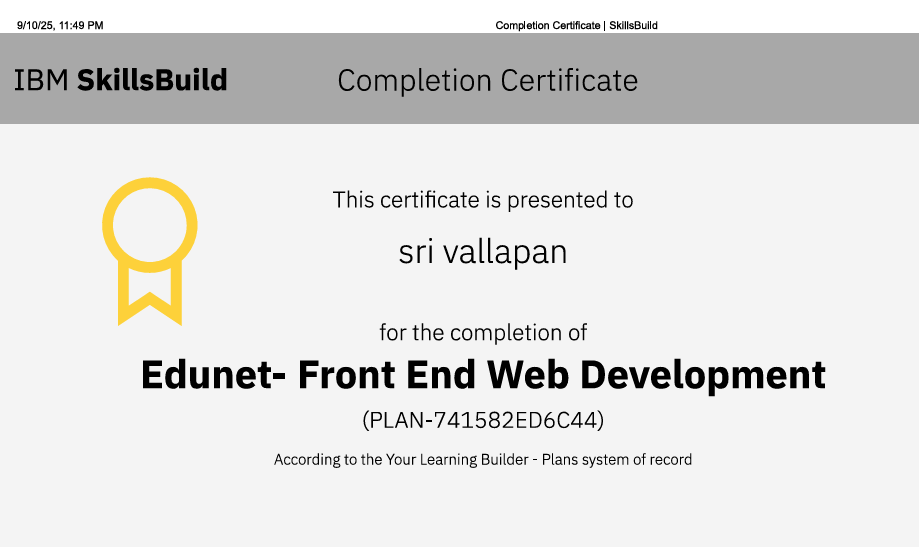 9/10/25, 11:49 PM Completion Certificate | SkillsBuild
IBM SkillsBuild Completion Certificate
This certificate is presented to
sri vallapan
for the completion of
Edunet- Front End Web Development
(PLAN-741582ED6C44)
According to the Your Learning Builder - Plans system of record